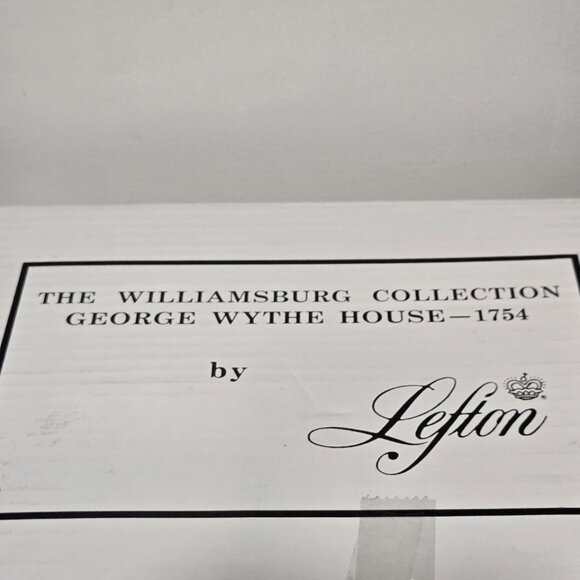 THE WILLIAMSBURG COLLECTION
GEORGE WYTHE HOUSE—1754
by
Lefton